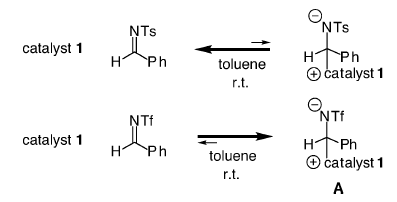 NTs
H Ph
catalyst 1
toluene
r.t.
⊖
NTs
H Ph
⊕ catalyst 1
NTf
H Ph
catalyst 1
toluene
r.t.
⊖
NTf
H Ph
⊕ catalyst 1
A